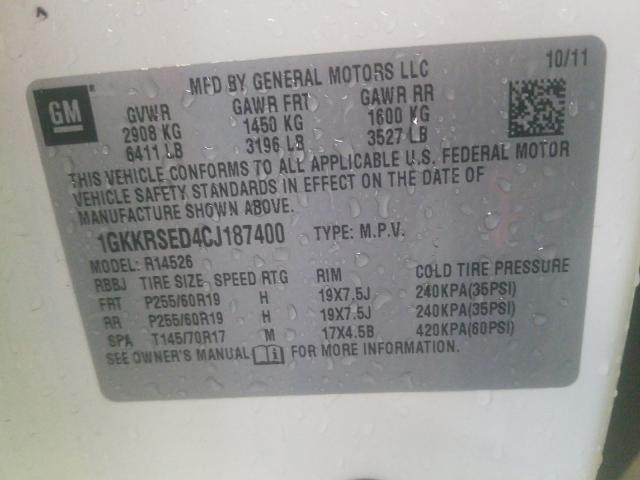 GM
MFD BY GENERAL MOTORS LLC 10/11
GVWR GAWR FRT GAWR RR
2908 KG 1450 KG 1600 KG
6411 LB 3196 LB 3527 LB
THIS VEHICLE CONFORMS TO ALL APPLICABLE U.S. FEDERAL MOTOR
VEHICLE SAFETY STANDARDS IN EFFECT ON THE DATE OF
MANUFACTURE SHOWN ABOVE.
1GKKRSED4CJ187400 TYPE: M.P.V.
MODEL: R14526
RBBJ TIRE SIZE SPEED RTG RIM COLD TIRE PRESSURE
FRT P255/60R19 H 19X7.5J 240KPA(35PSI)
RR P255/60R19 H 19X7.5J 240KPA(35PSI)
SPA T145/70R17 M 17X4.5B 420KPA(60PSI)
SEE OWNER'S MANUAL FOR MORE INFORMATION.